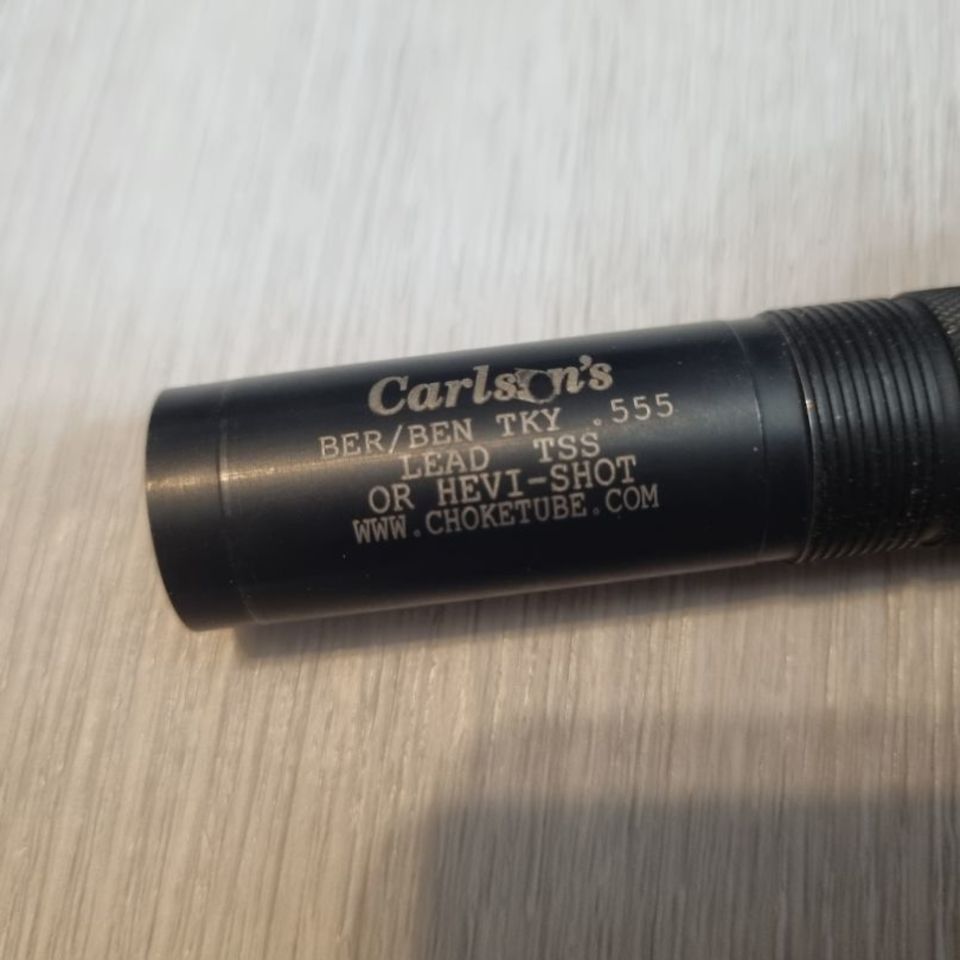 Carlson's
BER/BEN TKY .555
LEAD TSS
OR HEVI-SHOT
WWW.CHOKETUBE.COM